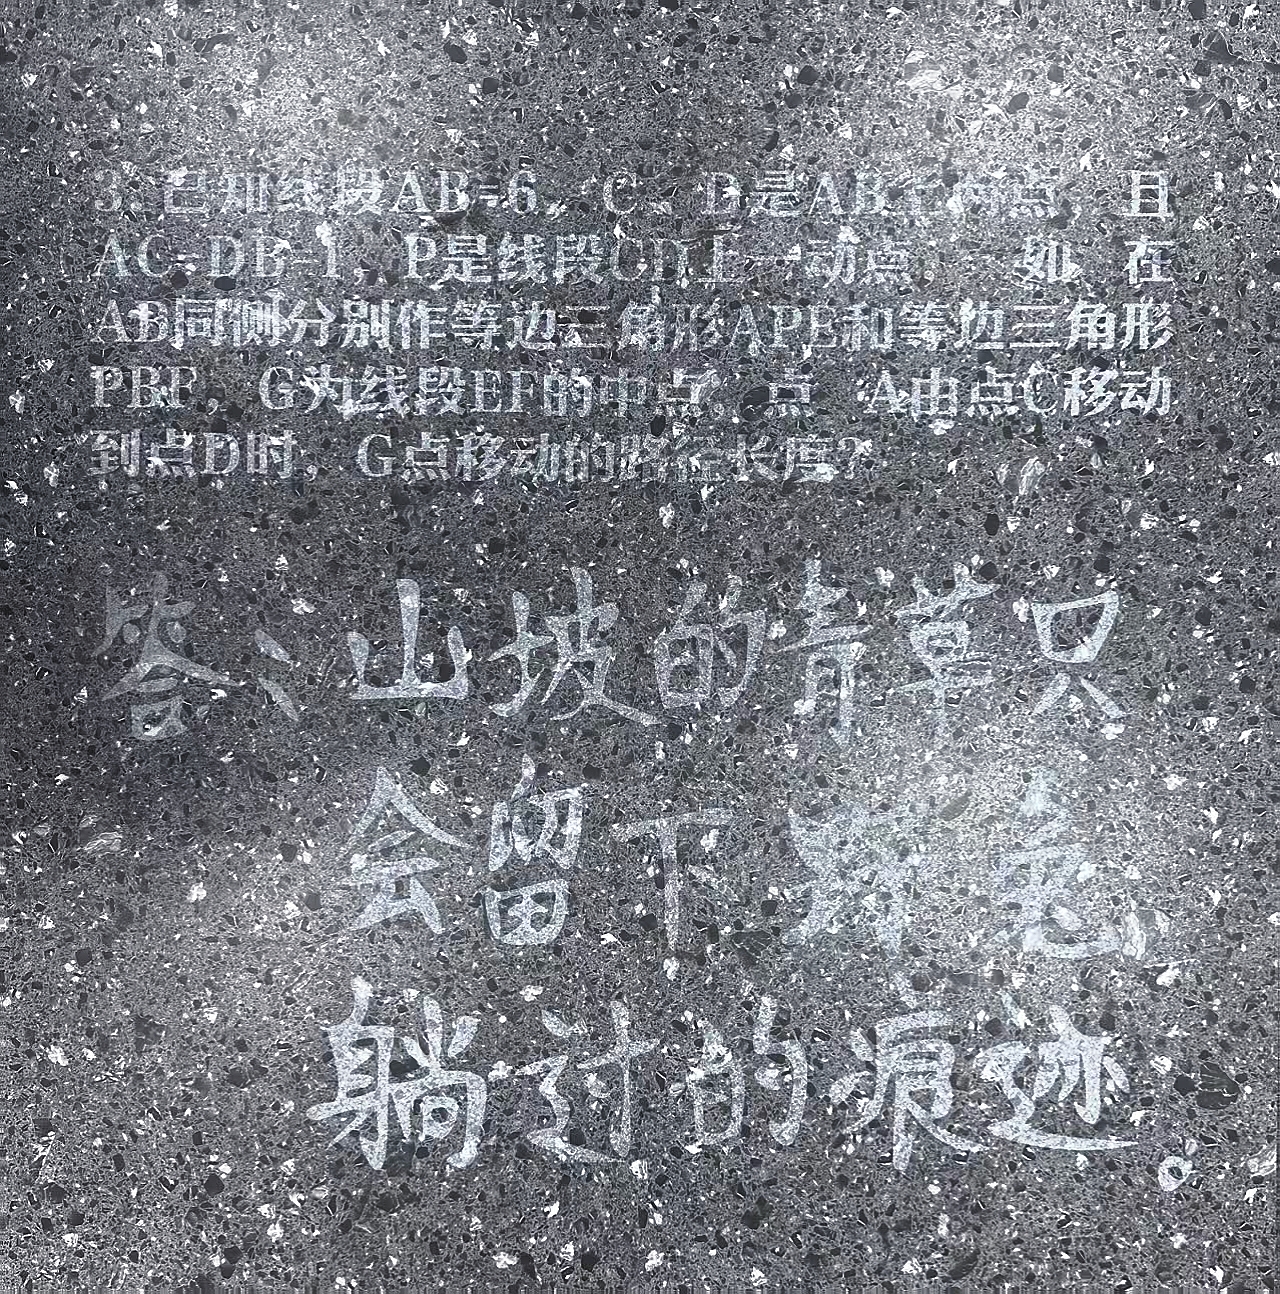 3. 已知线段AB=6, C、D是AB上两点, 且
AC=DB=1, P是线段CD上一动点, 如 在
AB同侧分别作等边三角形APE和等边三角形
PBF, G为线段EF的中点, 点 A由点C移动
到点D时, G点移动的路径长度?
答: 山坡的青草只
会留下野兔
躺过的痕迹。